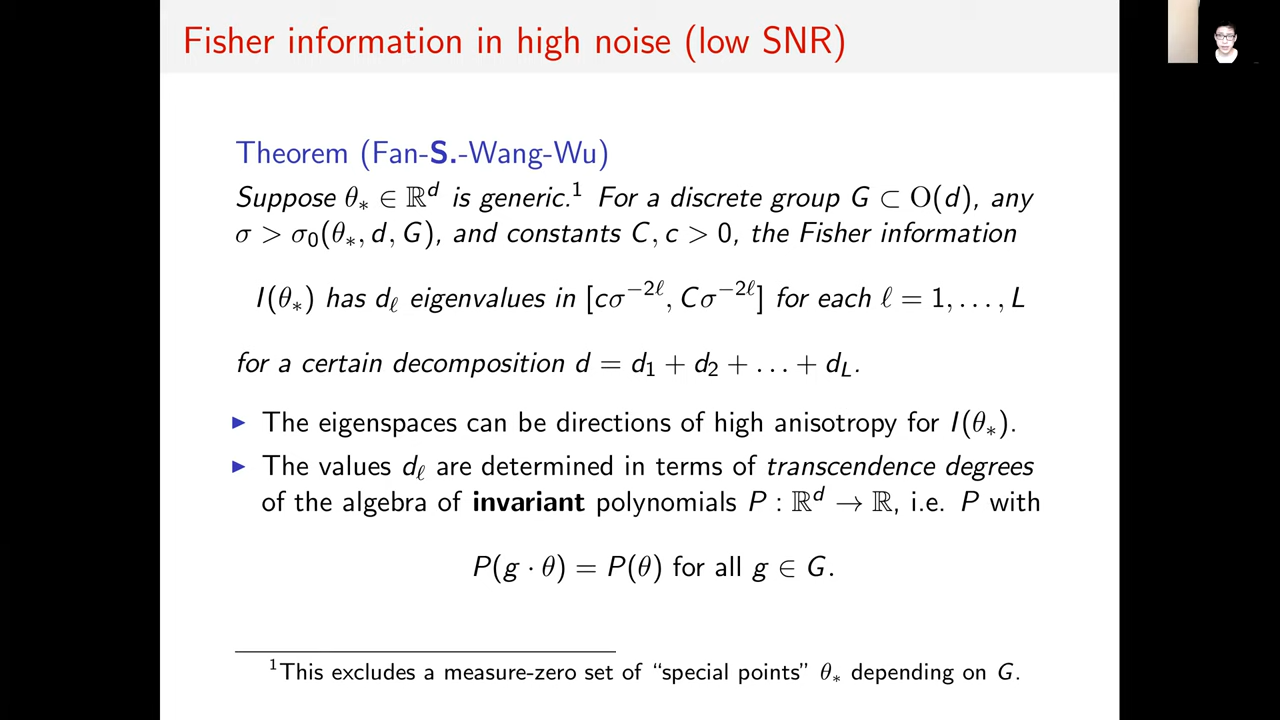 Fisher information in high noise (low SNR)
Theorem (Fan-S.-Wang-Wu)
Suppose θ∗ ∈ ℝᵈ is generic.¹ For a discrete group G ⊂ O(d), any
σ > σ₀(θ∗, d, G), and constants C, c > 0, the Fisher information
I(θ∗) has d_ℓ eigenvalues in [cσ^{−2ℓ}, Cσ^{−2ℓ}] for each ℓ = 1, . . . , L
for a certain decomposition d = d₁ + d₂ + . . . + d_L.
▶ The eigenspaces can be directions of high anisotropy for I(θ∗).
▶ The values d_ℓ are determined in terms of transcendence degrees
of the algebra of invariant polynomials P : ℝᵈ → ℝ, i.e. P with
P(g · θ) = P(θ) for all g ∈ G.
¹This excludes a measure-zero set of “special points” θ∗ depending on G.